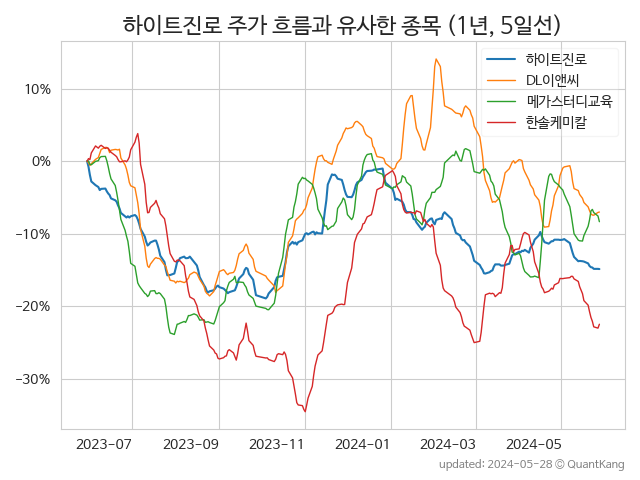 하이트진로 주가 흐름과 유사한 종목 (1년, 5일선)
하이트진로
DL이앤씨
메가스터디교육
한솔케미칼
10%
0%
−10%
−20%
−30%
2023-07 2023-09 2023-11 2024-01 2024-03 2024-05
updated: 2024-05-28 © QuantKang